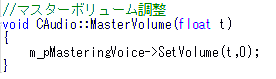 //マスターボリューム調整
void CAudio::MasterVolume(float t)
{
    m_pMasteringVoice->SetVolume(t,0);
}